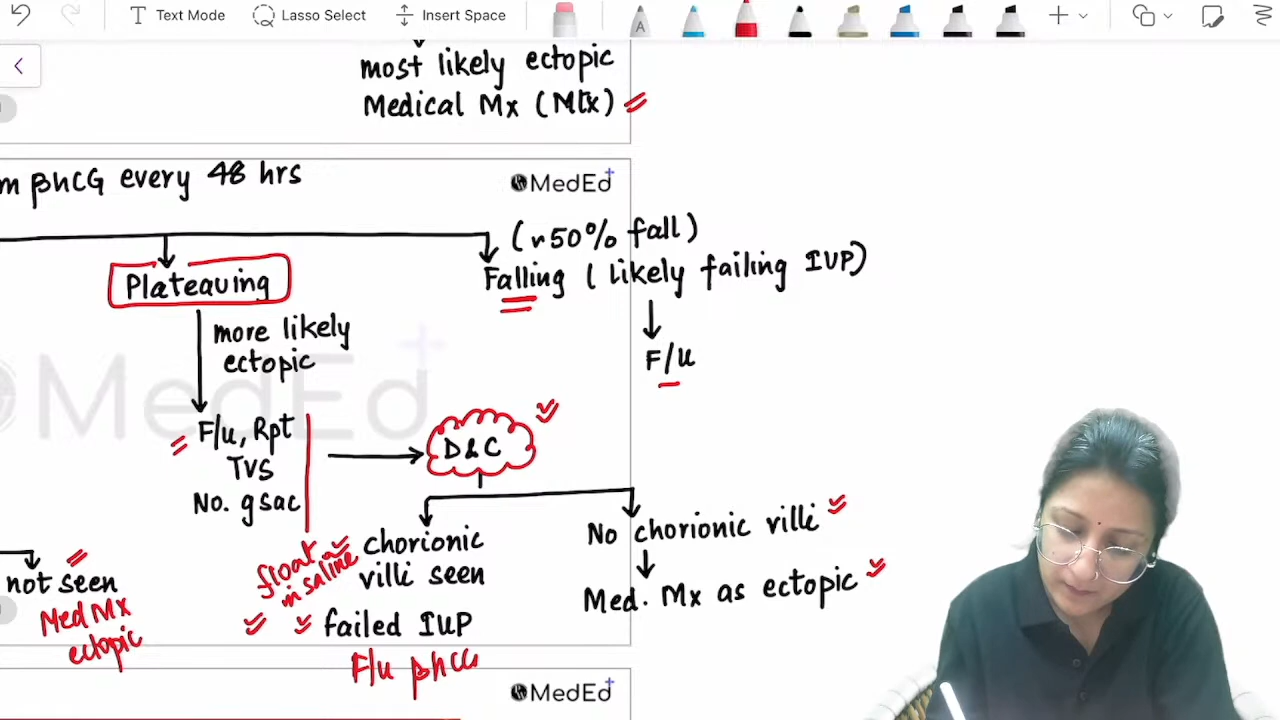 Text Mode
Lasso Select
Insert Space
A
most likely ectopic
Medical Mx (Mtx)
m βhCG every 48 hrs
MedEd
(~50% fall)
Plateauing
Falling (likely failing IUP)
more likely
ectopic
F/u
MedEd
F/u, Rpt
TVS
No. gsac
D&C
No chorionic villi
chorionic
villi seen
float
in saline
not seen
Med Mx
ectopic
Med. Mx as ectopic
failed IUP
F/u βhCG
MedEd